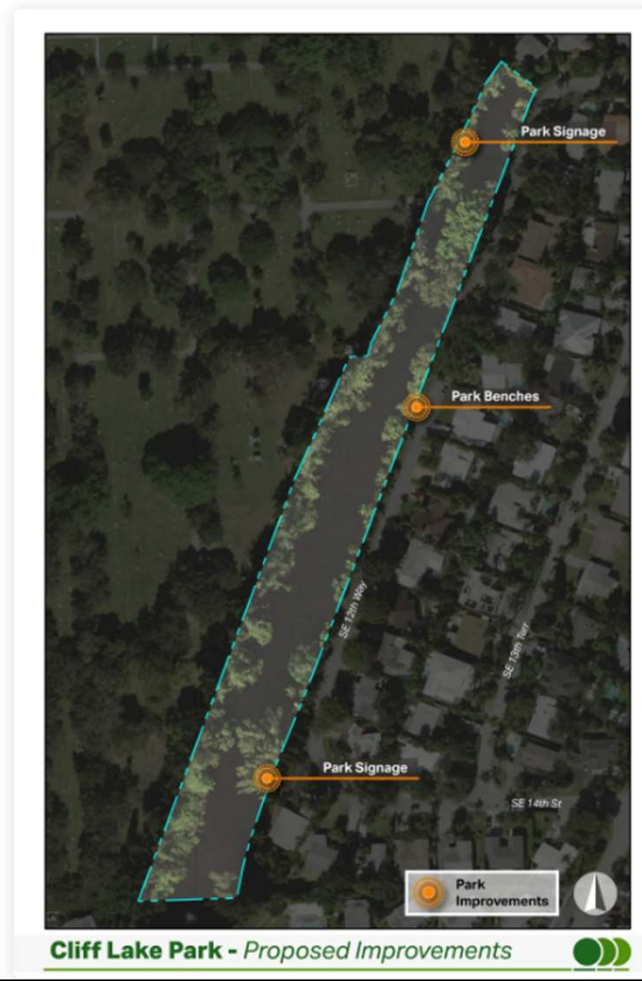 Park Signage
Park Benches
SE 12th Way
SE 13th Terr
Park Signage
SE 14th St
Park
Improvements
Cliff Lake Park - Proposed Improvements